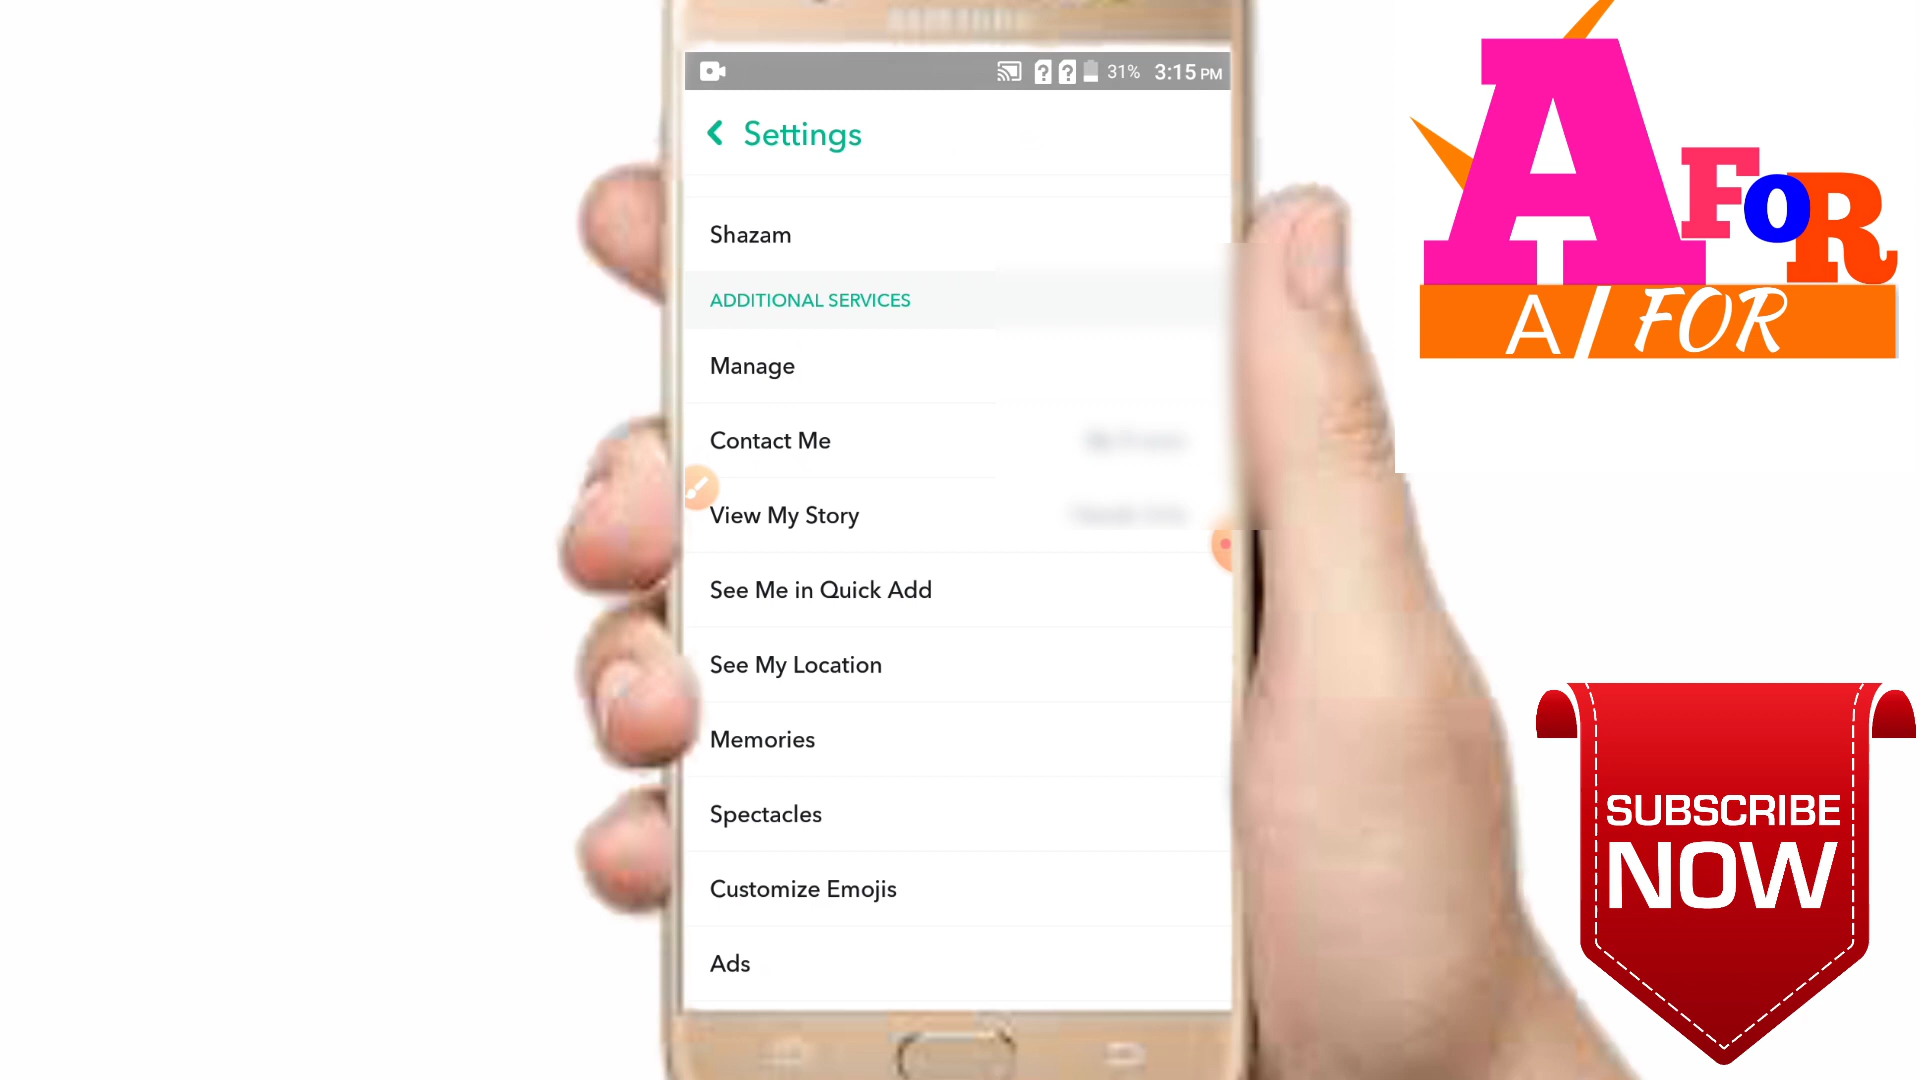 SAMSUNG
31% 3:15 PM
Settings
Shazam
ADDITIONAL SERVICES
Manage
Contact Me
View My Story
See Me in Quick Add
See My Location
Memories
Spectacles
Customize Emojis
Ads
A FOR
A / FOR
SUBSCRIBE
NOW